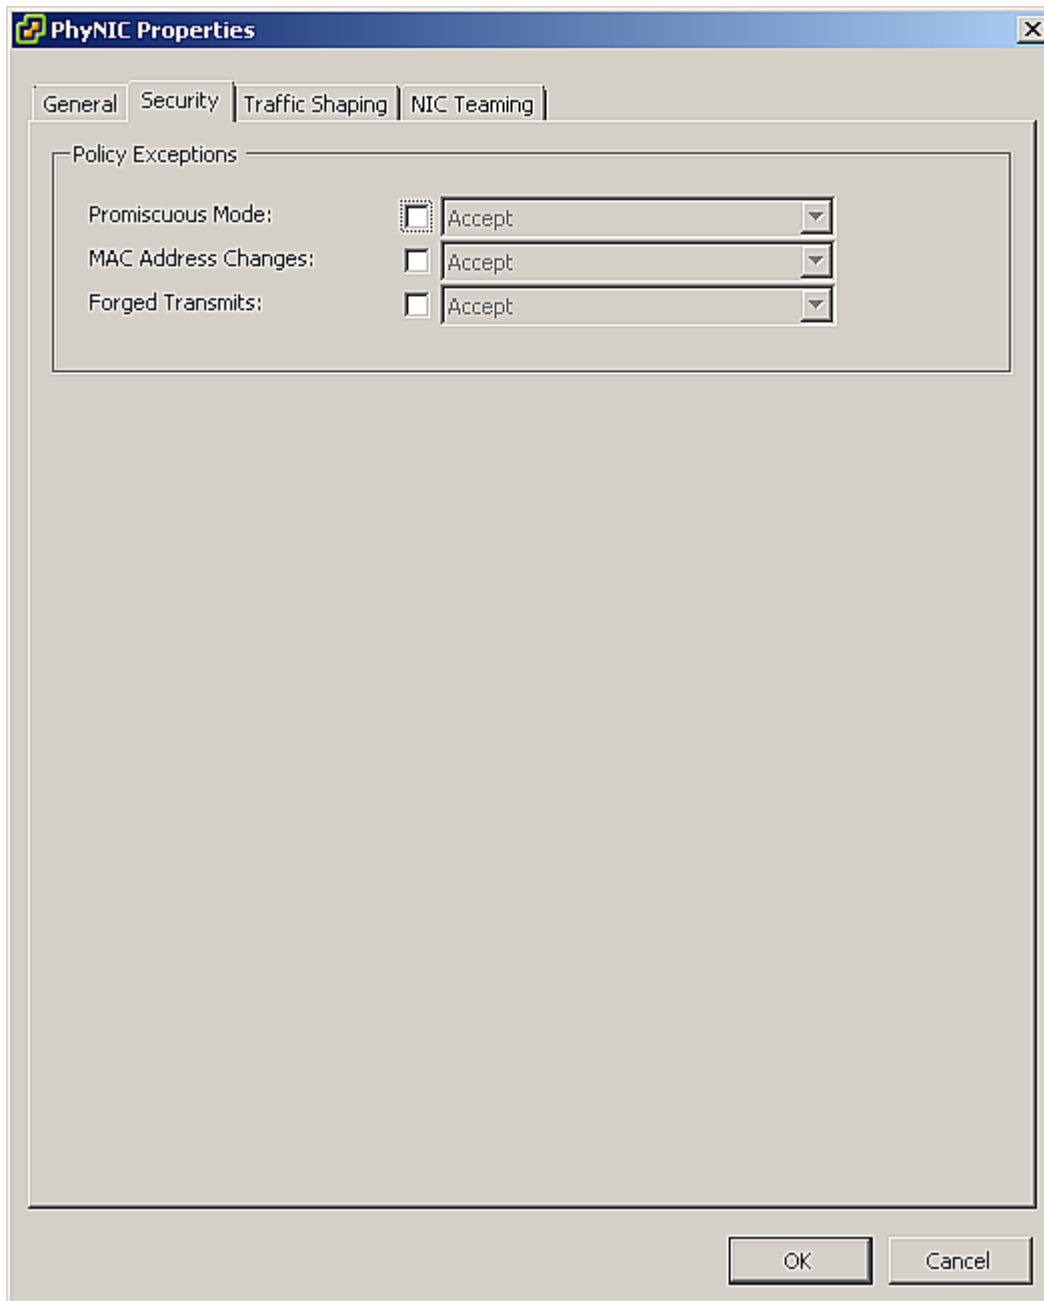 PhyNIC Properties
General Security Traffic Shaping NIC Teaming
Policy Exceptions
Promiscuous Mode: Accept
MAC Address Changes: Accept
Forged Transmits: Accept
OK Cancel